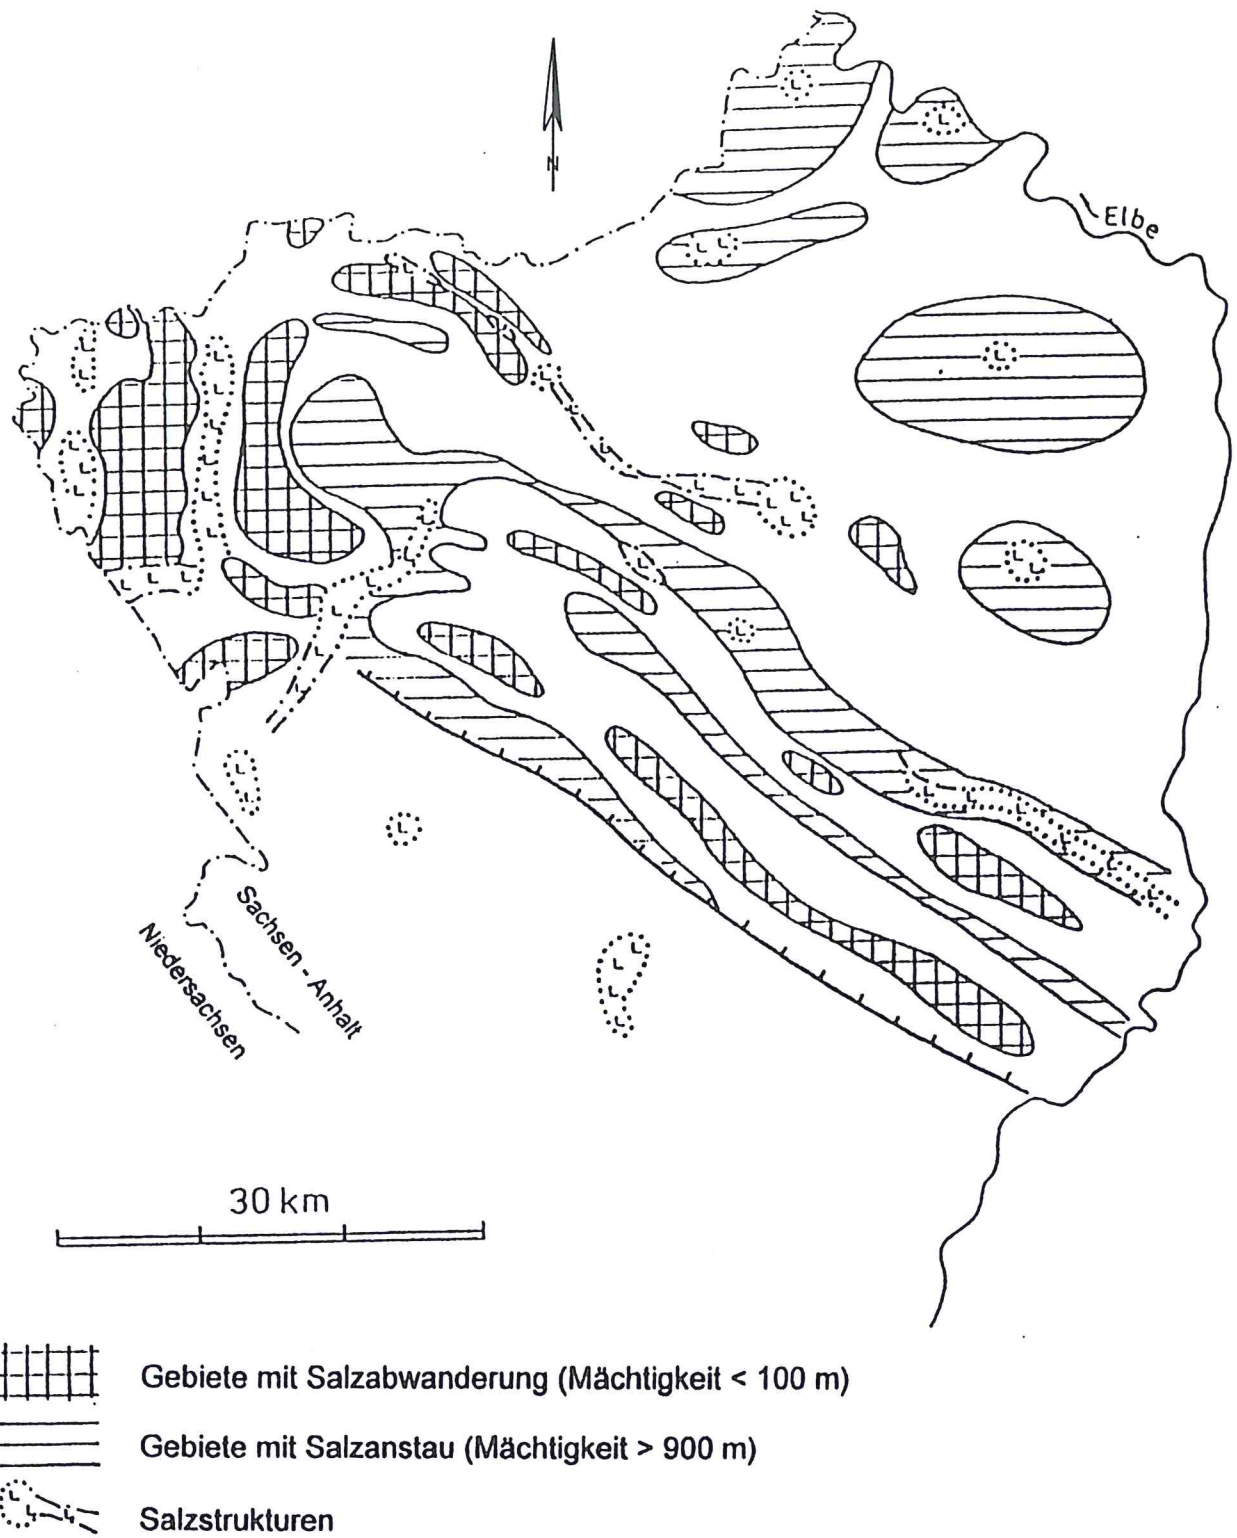 N
Elbe
Sachsen - Anhalt
Niedersachsen
30 km
Gebiete mit Salzabwanderung (Mächtigkeit < 100 m)
Gebiete mit Salzanstau (Mächtigkeit > 900 m)
Salzstrukturen